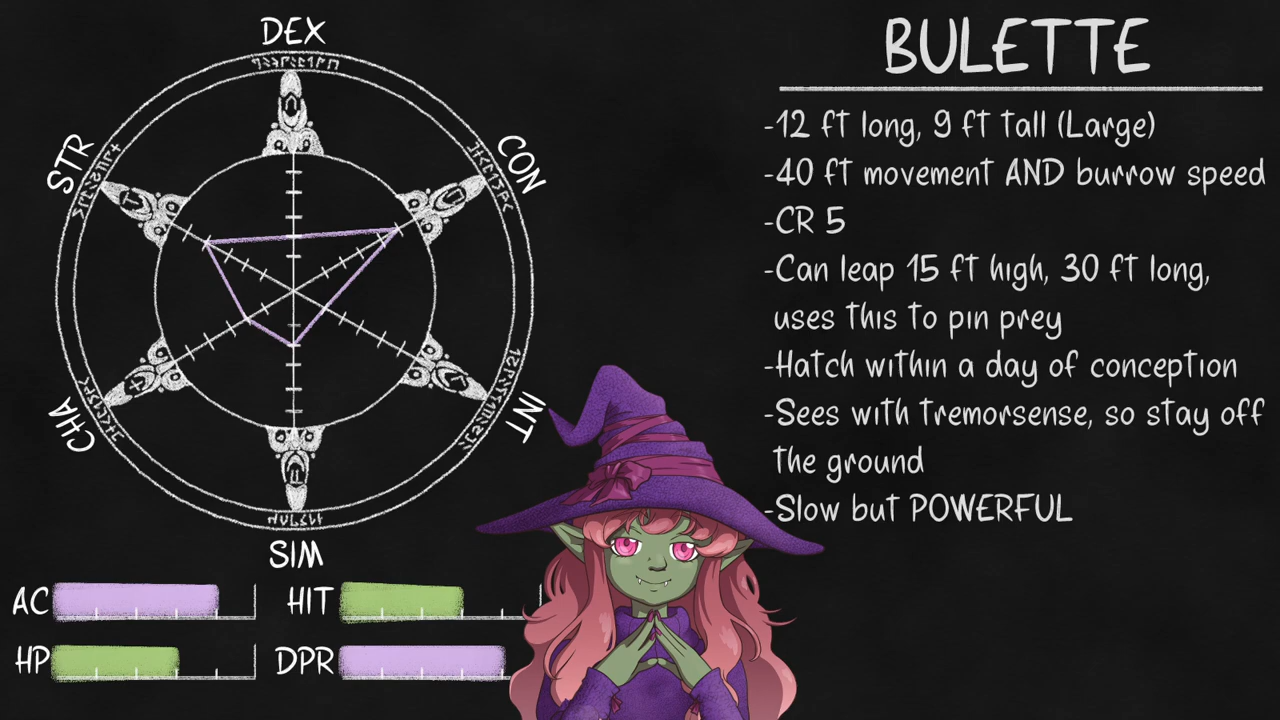 DEX
STR
CON
CHA
INT
SIM
AC
HIT
HP
DPR
BULETTE
-12 ft long, 9 ft tall (Large)
-40 ft movement AND burrow speed
-CR 5
-Can leap 15 ft high, 30 ft long,
uses this to pin prey
-Hatch within a day of conception
-Sees with tremorsense, so stay off
the ground
-Slow but POWERFUL